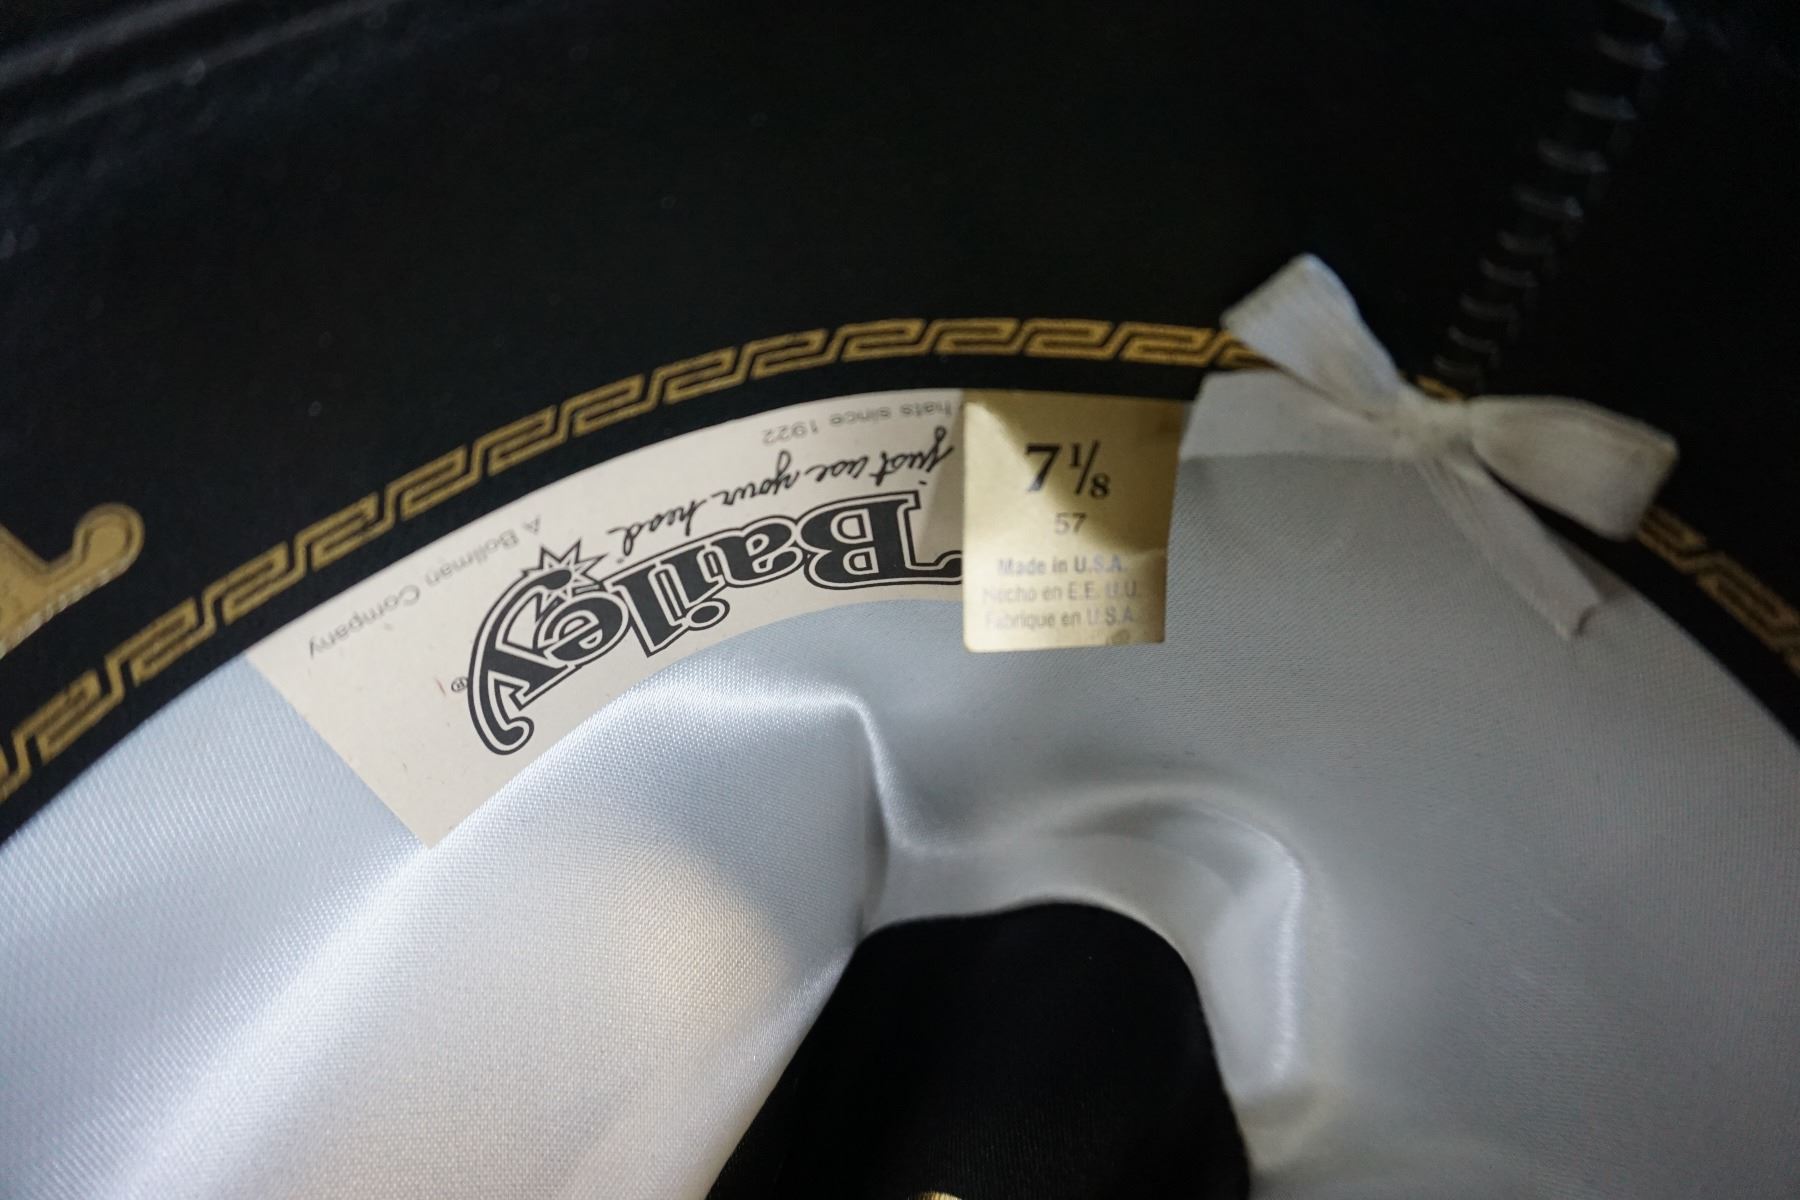 hats since 1922
just use your head
Bailey®
A Bollman Company
7 1/8
57
Made in U.S.A.
Hecho en E.E. U.U.
Fabrique en U.S.A.